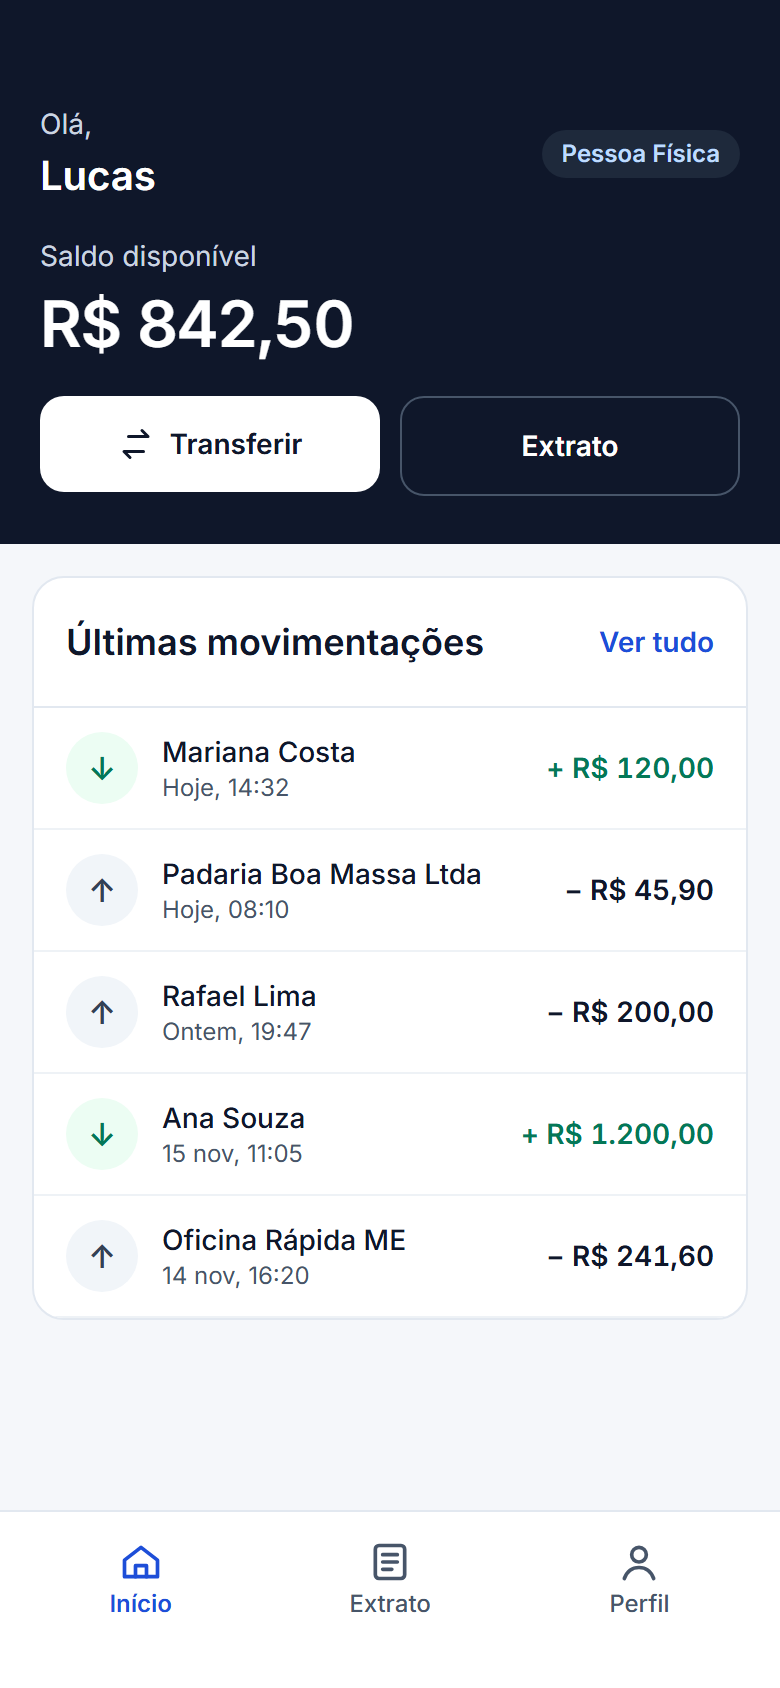 Olá,
Lucas
Pessoa Física
Saldo disponível
R$ 842,50
Transferir
Extrato
Últimas movimentações
Ver tudo
Mariana Costa
Hoje, 14:32
+ R$ 120,00
Padaria Boa Massa Ltda
Hoje, 08:10
– R$ 45,90
Rafael Lima
Ontem, 19:47
– R$ 200,00
Ana Souza
15 nov, 11:05
+ R$ 1.200,00
Oficina Rápida ME
14 nov, 16:20
– R$ 241,60
Início
Extrato
Perfil